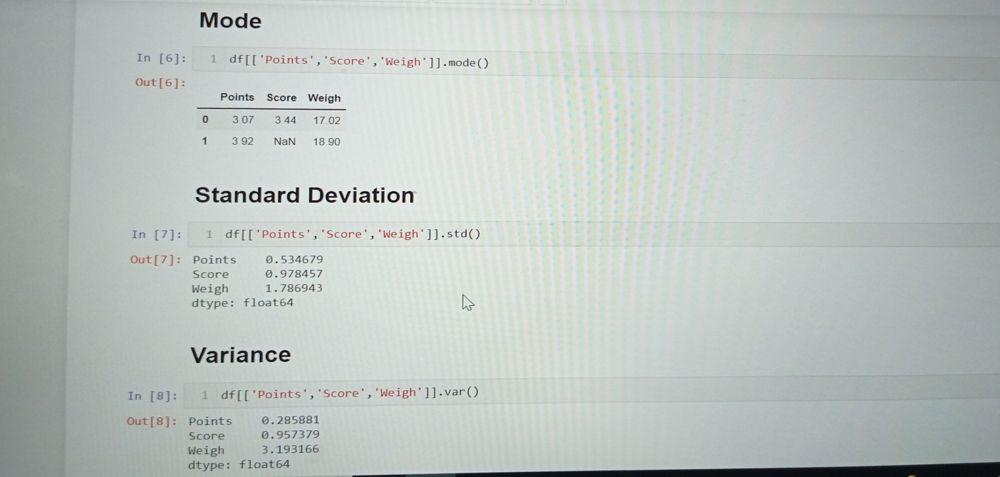 Mode
In [6]: 1 df[['Points','Score','Weigh']].mode()
Out[6]:
Points Score Weigh
0 3.07 3.44 17.02
1 3.92 NaN 18.90
Standard Deviation
In [7]: 1 df[['Points','Score','Weigh']].std()
Out[7]: Points 0.534679
Score 0.978457
Weigh 1.786943
dtype: float64
Variance
In [8]: 1 df[['Points','Score','Weigh']].var()
Out[8]: Points 0.285881
Score 0.957379
Weigh 3.193166
dtype: float64